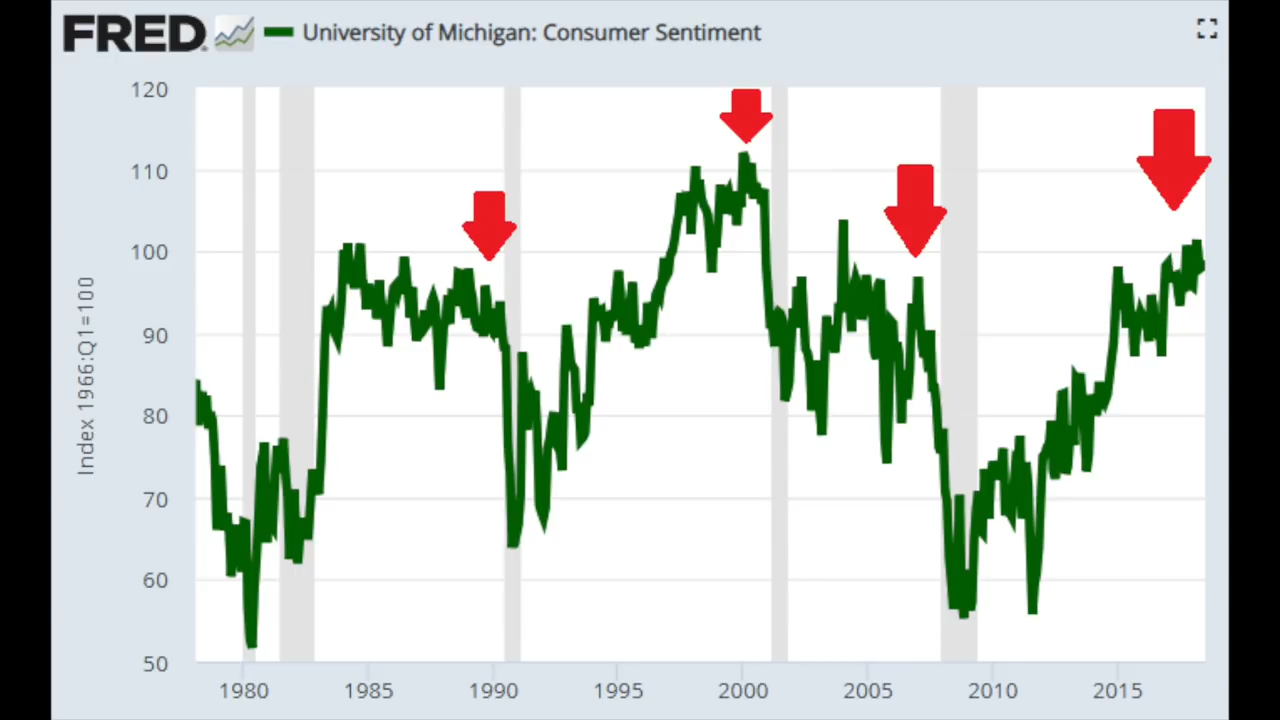 FRED
University of Michigan: Consumer Sentiment
120
110
100
90
80
70
60
50
Index 1966:Q1=100
1980 1985 1990 1995 2000 2005 2010 2015